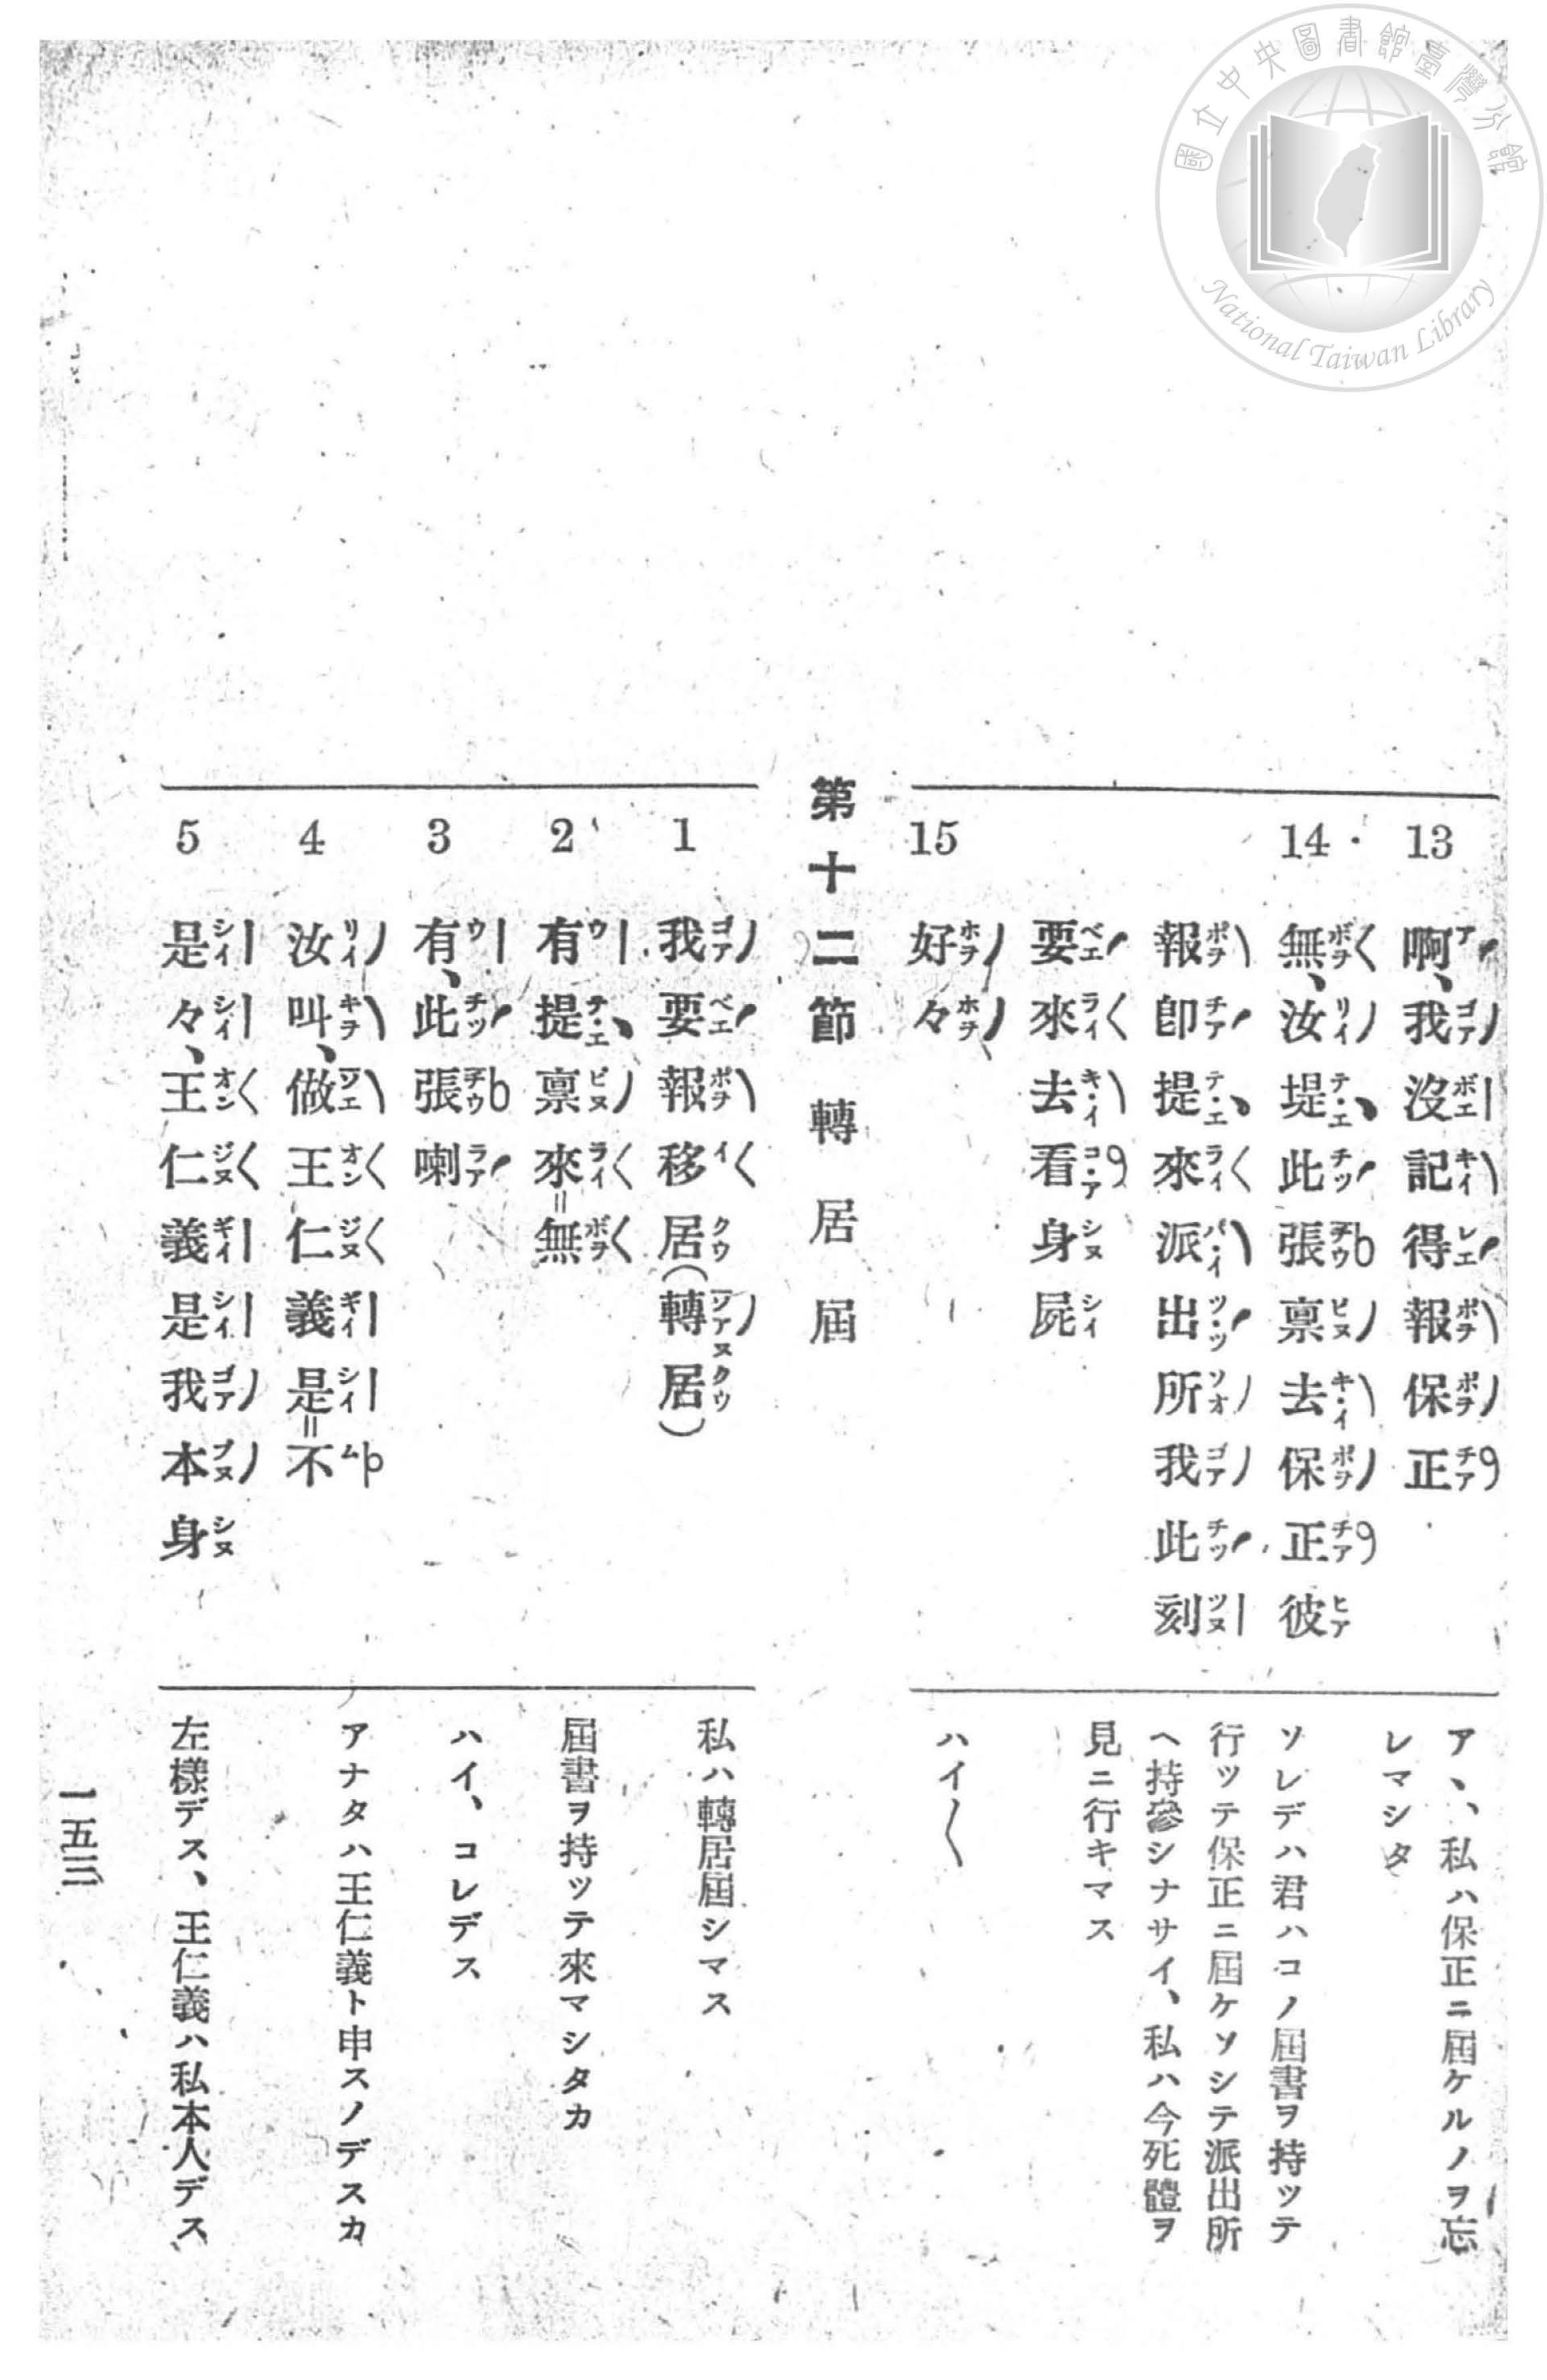 國立中央圖書館臺灣分館
National Taiwan Library
13 啊、我沒記得報保正
ア、、私ハ保正ニ屆ケルノヲ忘
レマシタ
14 無、汝堤此張稟去保正彼
報卽提來派出所我此刻
要來去看身屍
ソレデハ君ハコノ屆書ヲ持ツテ
行ツテ保正ニ屆ケソシテ派出所
ヘ持參シナサイ、私ハ今死體ヲ
見ニ行キマス
15 好々
ハイ〱
第十二節 轉居屆
1 我要報移居(轉居)
私ハ轉居屆シマス
2 有提稟來=無
屆書ヲ持ツテ來マシタカ
3 有、此張喇
ハイ、コレデス
4 汝叫、做王仁義是=不
アナタハ王仁義ト申スノデスカ
5 是々、王仁義是我本身
左樣デス、王仁義ハ私本人デス
一五三